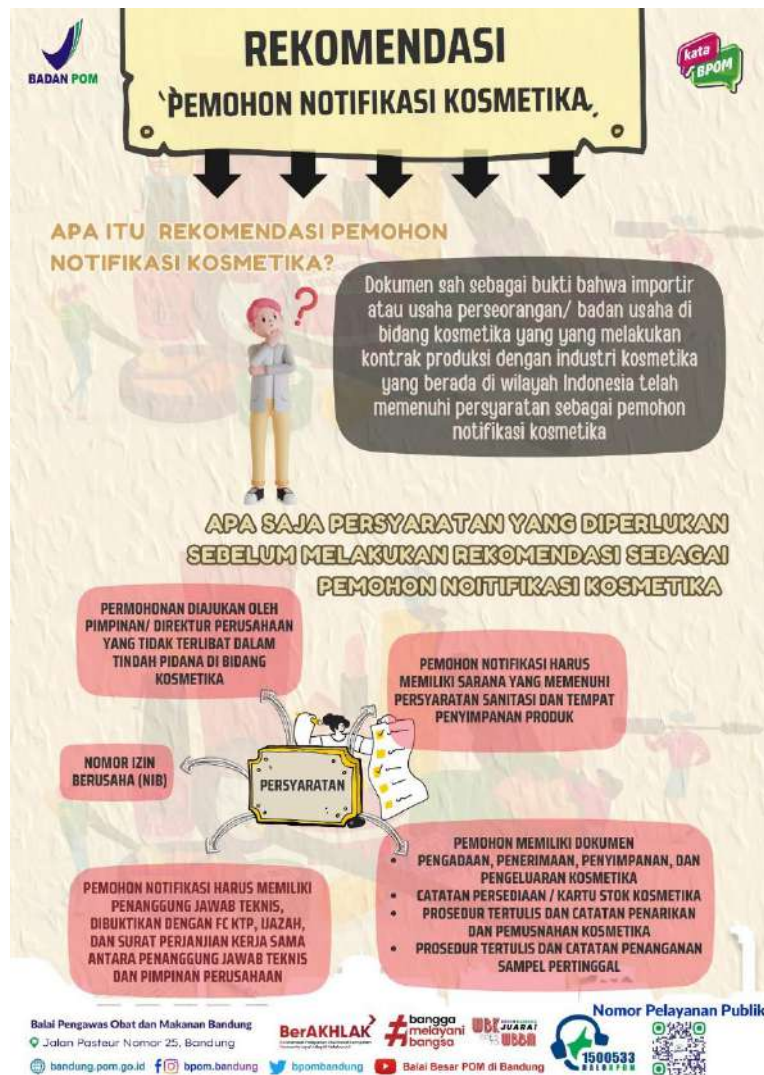 BADAN POM
REKOMENDASI
PEMOHON NOTIFIKASI KOSMETIKA
kata
BPOM
APA ITU REKOMENDASI PEMOHON
NOTIFIKASI KOSMETIKA?
Dokumen sah sebagai bukti bahwa importir
atau usaha perseorangan/ badan usaha di
bidang kosmetika yang yang melakukan
kontrak produksi dengan industri kosmetika
yang berada di wilayah Indonesia telah
memenuhi persyaratan sebagai pemohon
notifikasi kosmetika
?
APA SAJA PERSYARATAN YANG DIPERLUKAN
SEBELUM MELAKUKAN REKOMENDASI SEBAGAI
PEMOHON NOITIFIKASI KOSMETIKA
PERMOHONAN DIAJUKAN OLEH
PIMPINAN/ DIREKTUR PERUSAHAAN
YANG TIDAK TERLIBAT DALAM
TINDAH PIDANA DI BIDANG
KOSMETIKA
PEMOHON NOTIFIKASI HARUS
MEMILIKI SARANA YANG MEMENUHI
PERSYARATAN SANITASI DAN TEMPAT
PENYIMPANAN PRODUK
NOMOR IZIN
BERUSAHA (NIB)
PERSYARATAN
PEMOHON NOTIFIKASI HARUS MEMILIKI
PENANGGUNG JAWAB TEKNIS,
DIBUKTIKAN DENGAN FC KTP, IJAZAH,
DAN SURAT PERJANJIAN KERJA SAMA
ANTARA PENANGGUNG JAWAB TEKNIS
DAN PIMPINAN PERUSAHAAN
PEMOHON MEMILIKI DOKUMEN
• PENGADAAN, PENERIMAAN, PENYIMPANAN, DAN
PENGELUARAN KOSMETIKA
• CATATAN PERSEDIAAN / KARTU STOK KOSMETIKA
• PROSEDUR TERTULIS DAN CATATAN PENARIKAN
DAN PEMUSNAHAN KOSMETIKA
• PROSEDUR TERTULIS DAN CATATAN PENANGANAN
SAMPEL PERTINGGAL
Balai Pengawas Obat dan Makanan Bandung
Jalan Pasteur Nomor 25, Bandung
bandung.pom.go.id
bpom.bandung
bpombandung
Balai Besar POM di Bandung
BerAKHLAK
# bangga
melayani
bangsa
WBK JUARA!
WBBM
Nomor Pelayanan Publik
1500533
HALOBPOM